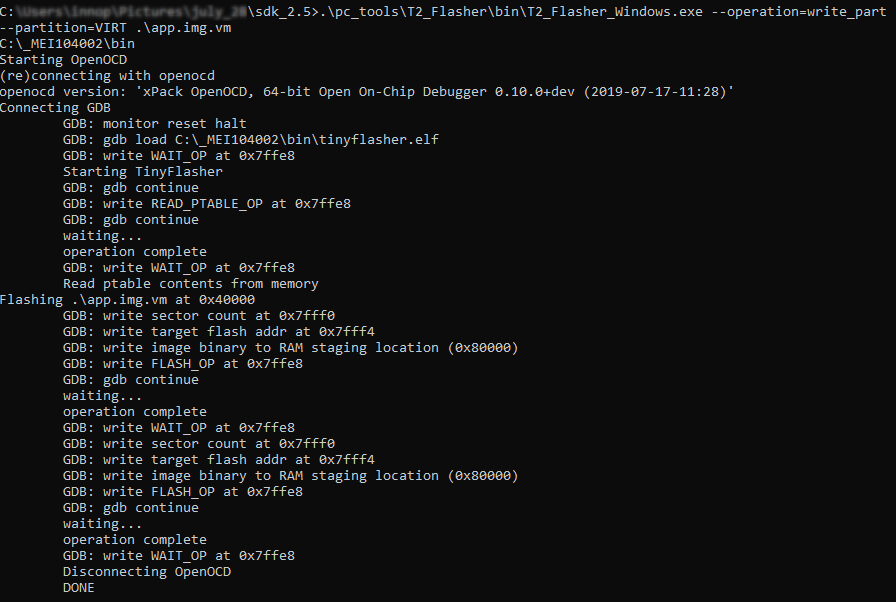 C:\ \sdk_2.5>.\pc_tools\T2_Flasher\bin\T2_Flasher_Windows.exe --operation=write_part
--partition=VIRT .\app.img.vm
C:\_MEI104002\bin
Starting OpenOCD
(re)connecting with openocd
openocd version: 'xPack OpenOCD, 64-bit Open On-Chip Debugger 0.10.0+dev (2019-07-17-11:28)'
Connecting GDB
GDB: monitor reset halt
GDB: gdb load C:\_MEI104002\bin\tinyflasher.elf
GDB: write WAIT_OP at 0x7ffe8
Starting TinyFlasher
GDB: gdb continue
GDB: write READ_PTABLE_OP at 0x7ffe8
GDB: gdb continue
waiting...
operation complete
GDB: write WAIT_OP at 0x7ffe8
Read ptable contents from memory
Flashing .\app.img.vm at 0x40000
GDB: write sector count at 0x7fff0
GDB: write target flash addr at 0x7fff4
GDB: write image binary to RAM staging location (0x80000)
GDB: write FLASH_OP at 0x7ffe8
GDB: gdb continue
waiting...
operation complete
GDB: write WAIT_OP at 0x7ffe8
GDB: write sector count at 0x7fff0
GDB: write target flash addr at 0x7fff4
GDB: write image binary to RAM staging location (0x80000)
GDB: write FLASH_OP at 0x7ffe8
GDB: gdb continue
waiting...
operation complete
GDB: write WAIT_OP at 0x7ffe8
Disconnecting OpenOCD
DONE